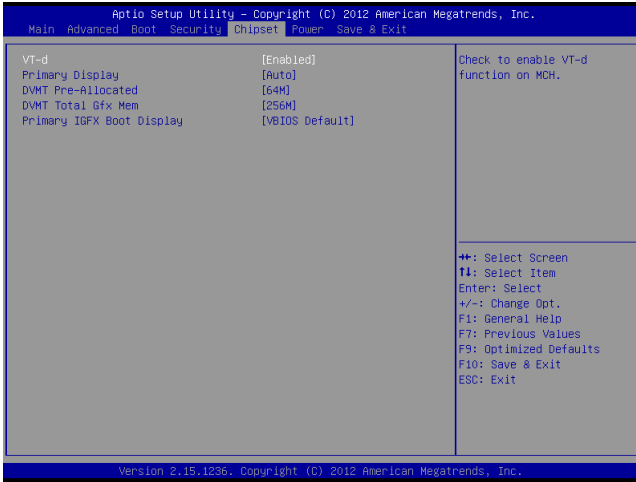 Aptio Setup Utility – Copyright (C) 2012 American Megatrends, Inc.
Main Advanced Boot Security Chipset Power Save & Exit
VT-d [Enabled]
Primary Display [Auto]
DVMT Pre-Allocated [64M]
DVMT Total Gfx Mem [256M]
Primary IGFX Boot Display [VBIOS Default]
Check to enable VT-d
function on MCH.
→←: Select Screen
↑↓: Select Item
Enter: Select
+/-: Change Opt.
F1: General Help
F7: Previous Values
F9: Optimized Defaults
F10: Save & Exit
ESC: Exit
Version 2.15.1236. Copyright (C) 2012 American Megatrends, Inc.